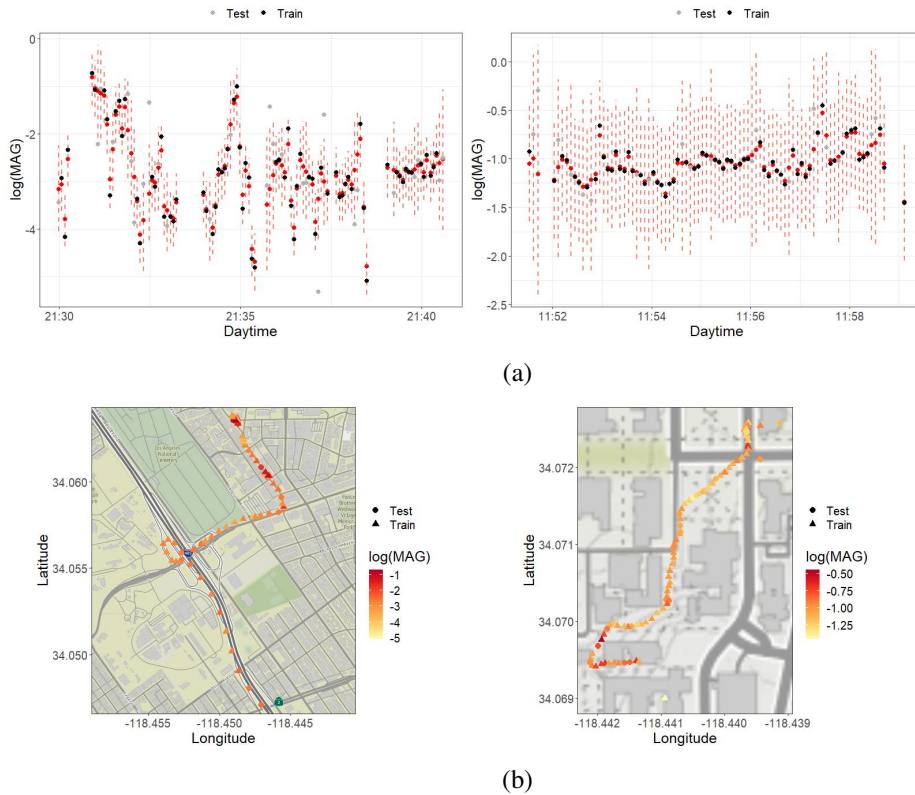 Test Train
Test Train
0
-2
-4
log(MAG)
21:30
21:35
21:40
Daytime
0.0
-0.5
-1.0
-1.5
-2.0
-2.5
log(MAG)
11:52
11:54
11:56
11:58
Daytime
(a)
34.060
34.055
34.050
Latitude
-118.455
-118.450
-118.445
Longitude
Los Angeles
National
Cemetery
Test
Train
log(MAG)
-1
-2
-3
-4
-5
34.072
34.071
34.070
34.069
Latitude
-118.442
-118.441
-118.440
-118.439
Longitude
Test
Train
log(MAG)
-0.50
-0.75
-1.00
-1.25
(b)